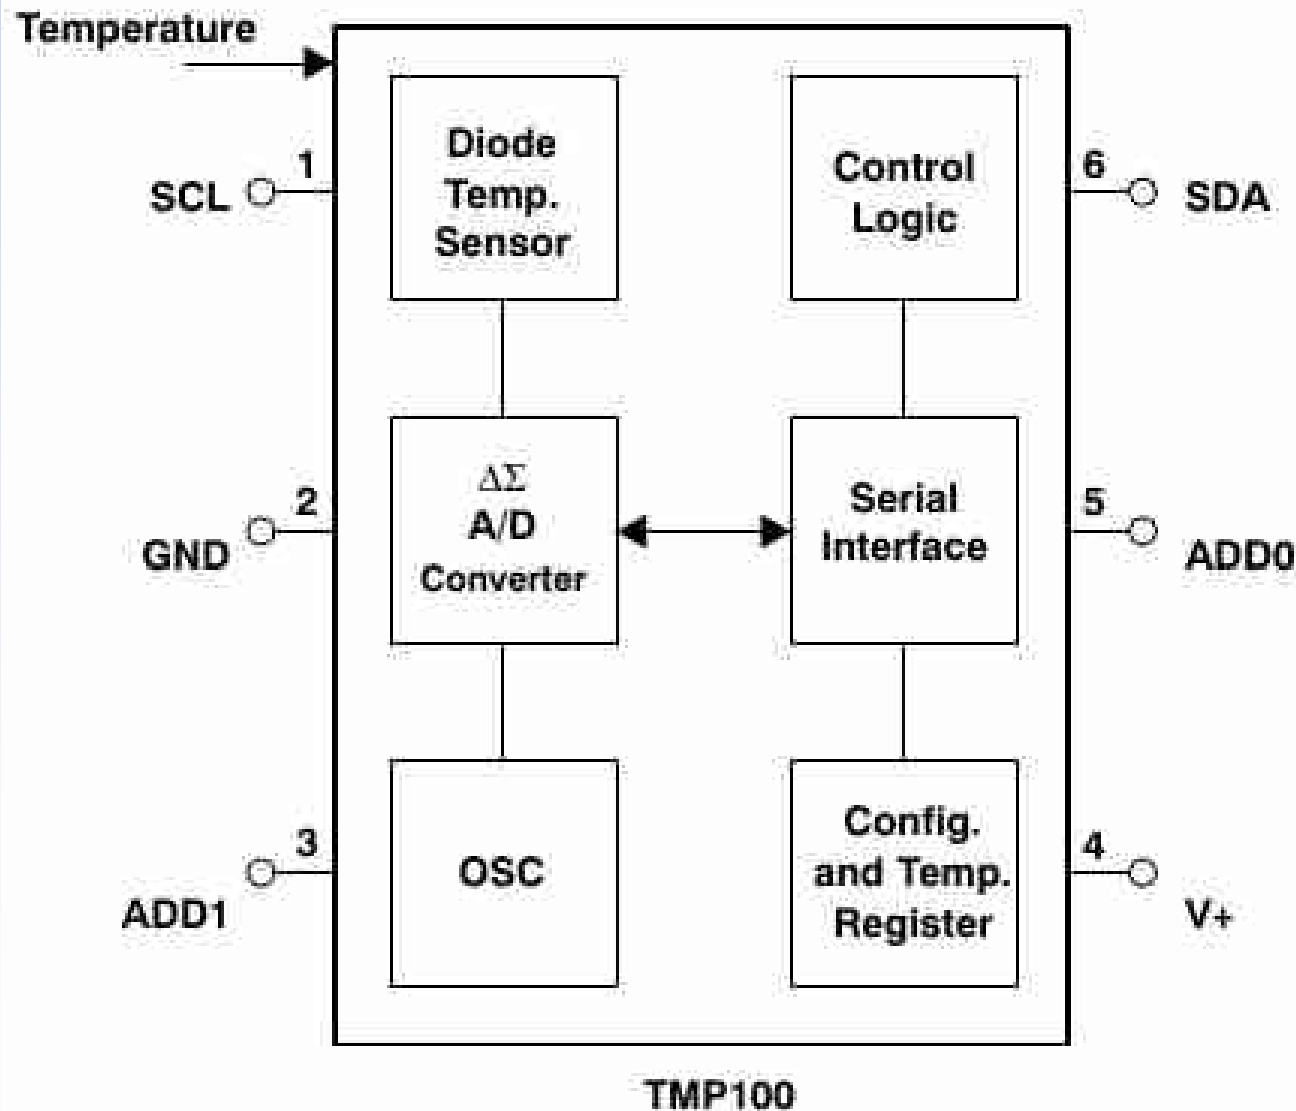 Temperature
1
SCL
Diode
Temp.
Sensor
Control
Logic
6
SDA
2
GND
ΔΣ
A/D
Converter
Serial
Interface
5
ADD0
3
ADD1
OSC
Config.
and Temp.
Register
4
V+
TMP100